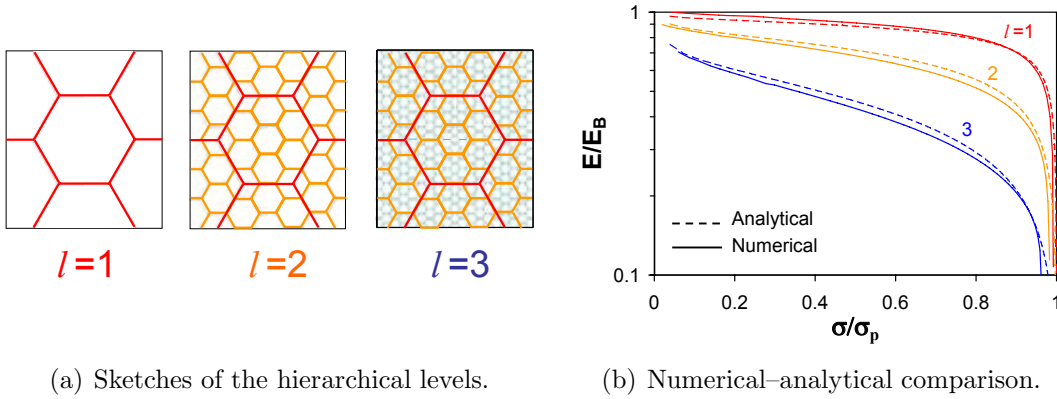 l=1
l=2
l=3
(a) Sketches of the hierarchical levels.
1
0.1
E/E_B
0
0.2
0.4
0.6
0.8
1
σ/σ_p
l=1
2
3
Analytical
Numerical
(b) Numerical–analytical comparison.